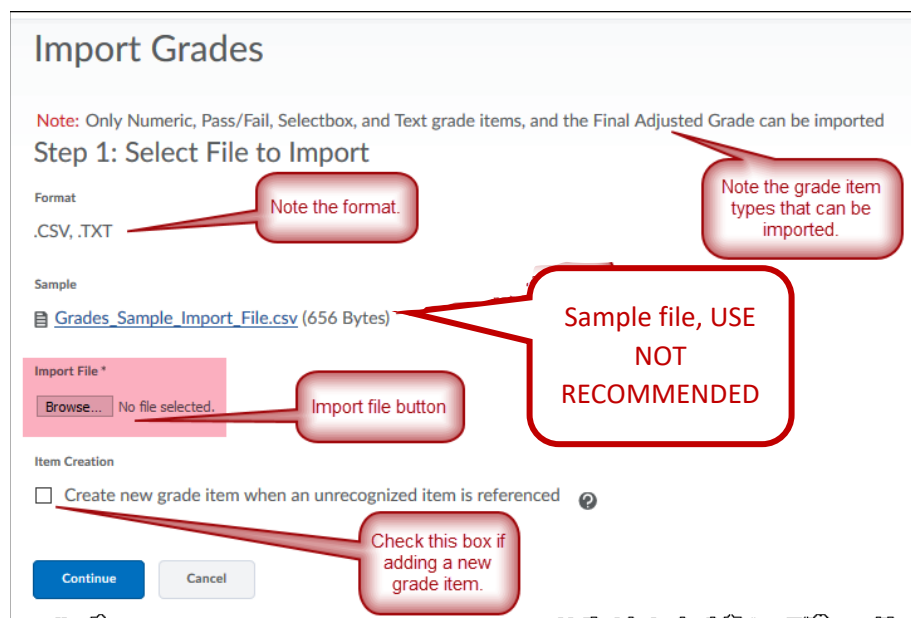 Import Grades
Note: Only Numeric, Pass/Fail, Selectbox, and Text grade items, and the Final Adjusted Grade can be imported
Step 1: Select File to Import
Format
.CSV, .TXT
Note the format.
Note the grade item
types that can be
imported.
Sample
Grades_Sample_Import_File.csv (656 Bytes)
Sample file, USE
NOT
RECOMMENDED
Import File *
Browse... No file selected.
Import file button
Item Creation
Create new grade item when an unrecognized item is referenced ?
Check this box if
adding a new
grade item.
Continue
Cancel